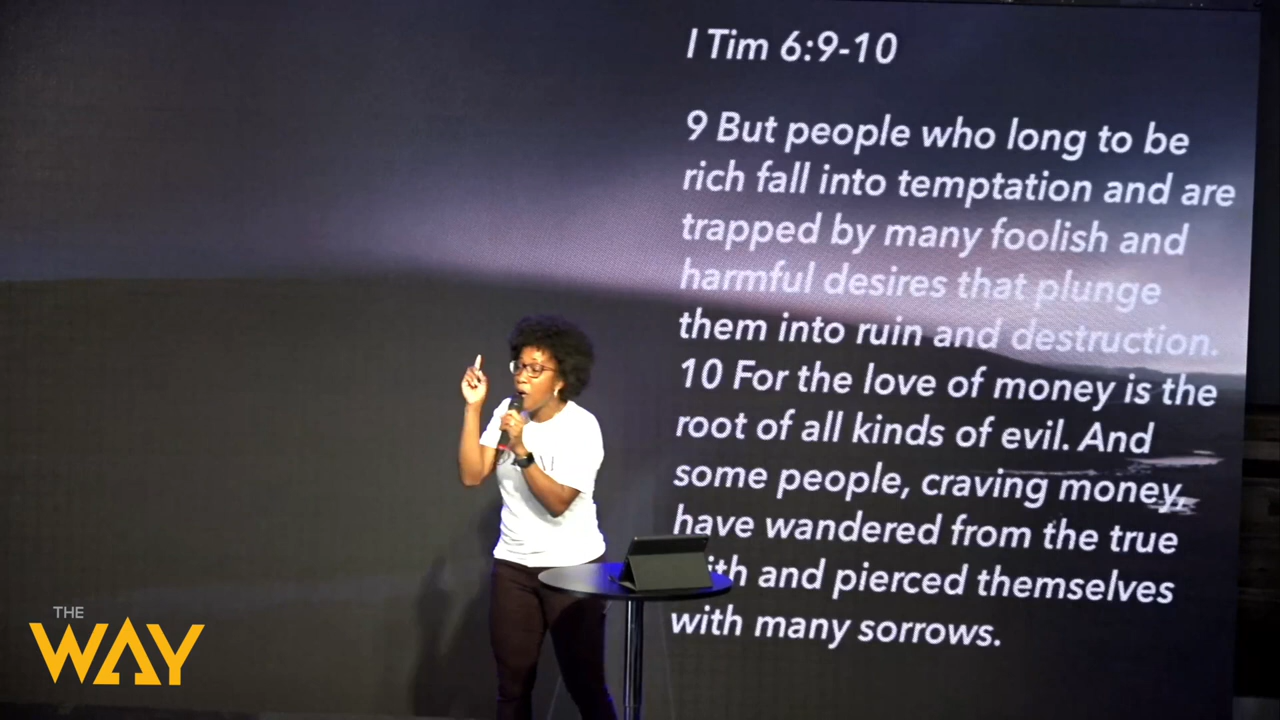 I Tim 6:9-10
9 But people who long to be
rich fall into temptation and are
trapped by many foolish and
harmful desires that plunge
them into ruin and destruction.
10 For the love of money is the
root of all kinds of evil. And
some people, craving money,
have wandered from the true
and pierced themselves
with many sorrows.
THE
WAY